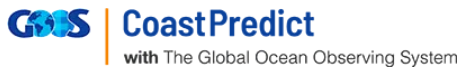 GOOS
CoastPredict
with The Global Ocean Observing System